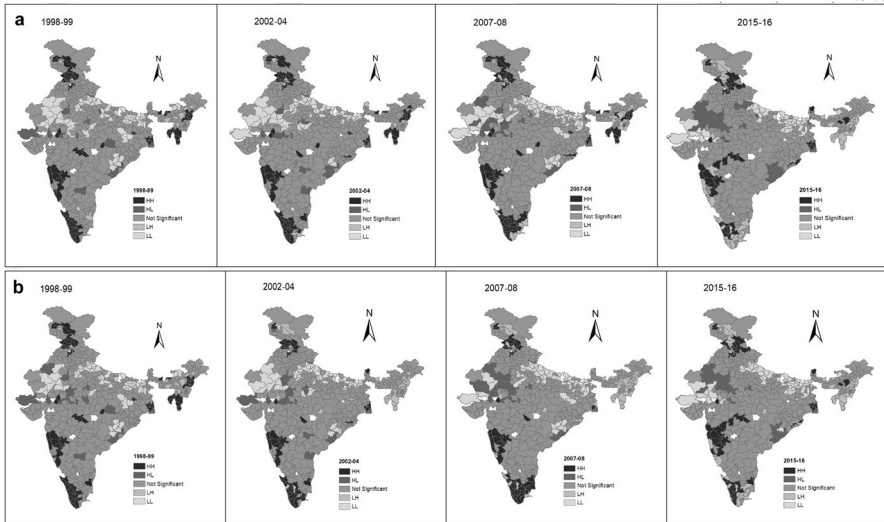 a
1998-99
N
1998-99
HH
HL
Not Significant
LH
LL
2002-04
N
2002-04
HH
HL
Not Significant
LH
LL
2007-08
N
2007-08
HH
HL
Not Significant
LH
LL
2015-16
N
2015-16
HH
HL
Not Significant
LH
LL
b
1998-99
N
1998-99
HH
HL
Not Significant
LH
LL
2002-04
N
2002-04
HH
HL
Not Significant
LH
LL
2007-08
N
2007-08
HH
HL
Not Significant
LH
LL
2015-16
N
2015-16
HH
HL
Not Significant
LH
LL